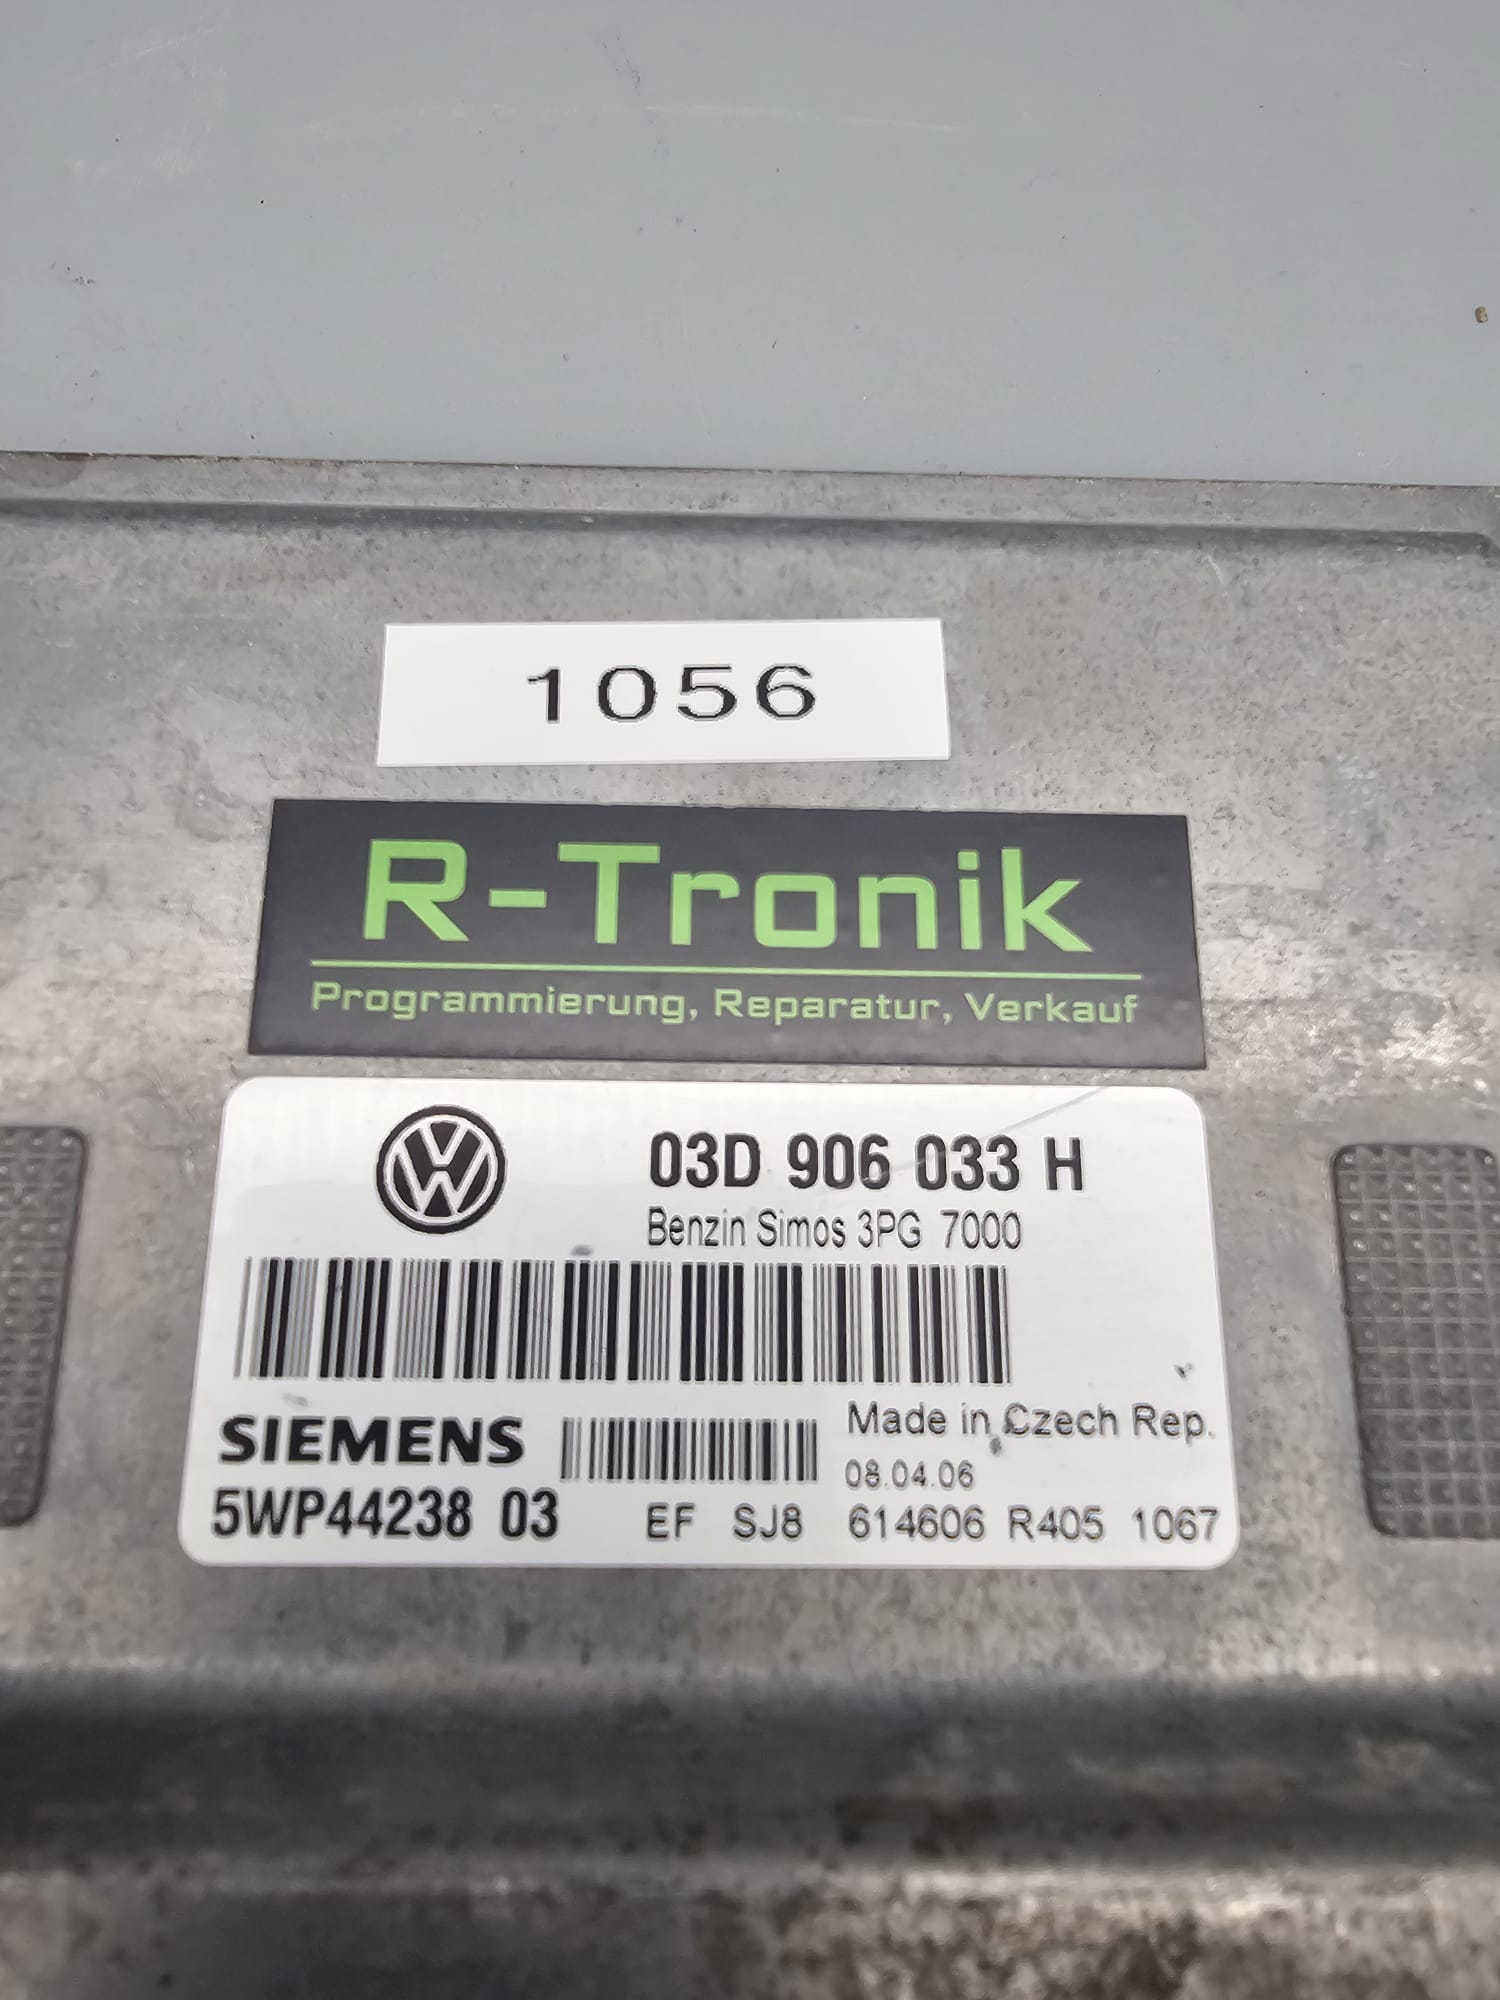 1056
R-Tronik
Programmierung, Reparatur, Verkauf
03D 906 033 H
Benzin Simos 3PG 7000
SIEMENS
Made in Czech Rep.
08.04.06
5WP44238 03
EF SJ8 614606 R405 1067